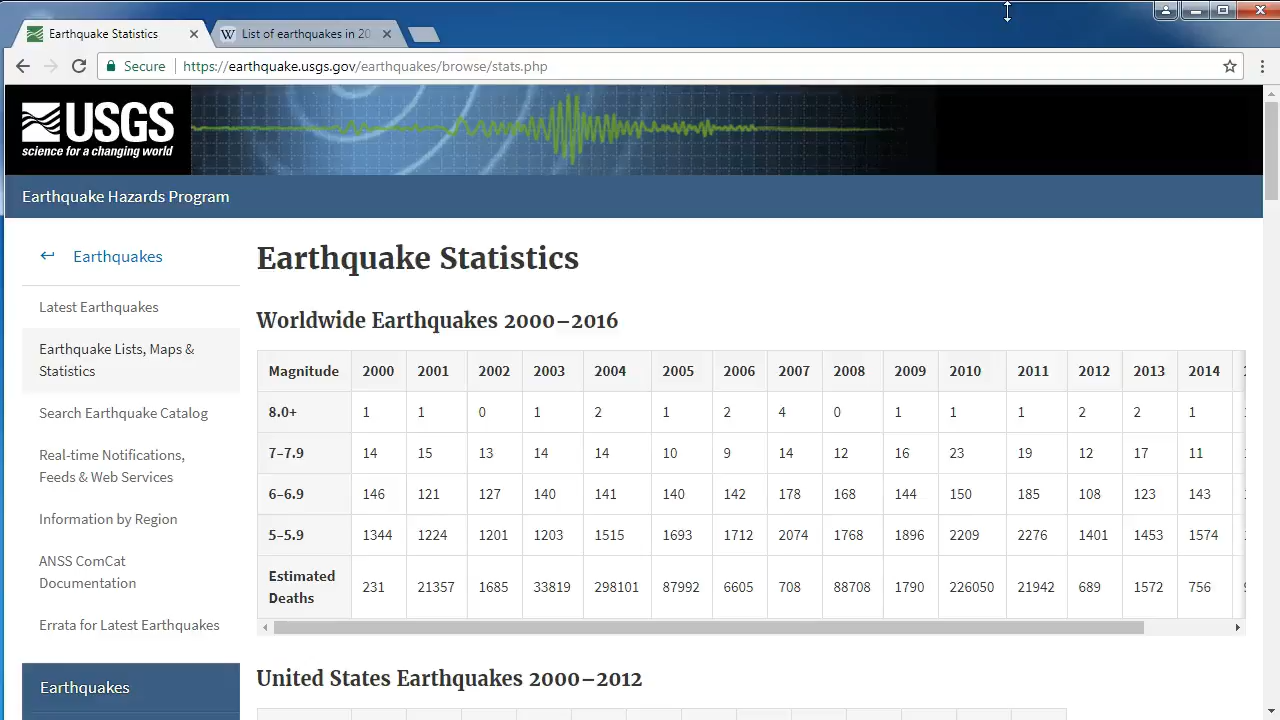 Earthquake Statistics
List of earthquakes in 20
Secure
https://earthquake.usgs.gov/earthquakes/browse/stats.php
USGS
science for a changing world
Earthquake Hazards Program
Earthquakes
Latest Earthquakes
Earthquake Lists, Maps &
Statistics
Search Earthquake Catalog
Real-time Notifications,
Feeds & Web Services
Information by Region
ANSS ComCat
Documentation
Errata for Latest Earthquakes
Earthquakes
Earthquake Statistics
Worldwide Earthquakes 2000–2016
Magnitude 2000 2001 2002 2003 2004 2005 2006 2007 2008 2009 2010 2011 2012 2013 2014
8.0+ 1 1 0 1 2 1 2 4 0 1 1 1 2 2 1
7–7.9 14 15 13 14 14 10 9 14 12 16 23 19 12 17 11
6–6.9 146 121 127 140 141 140 142 178 168 144 150 185 108 123 143
5–5.9 1344 1224 1201 1203 1515 1693 1712 2074 1768 1896 2209 2276 1401 1453 1574
Estimated
Deaths 231 21357 1685 33819 298101 87992 6605 708 88708 1790 226050 21942 689 1572 756
United States Earthquakes 2000–2012